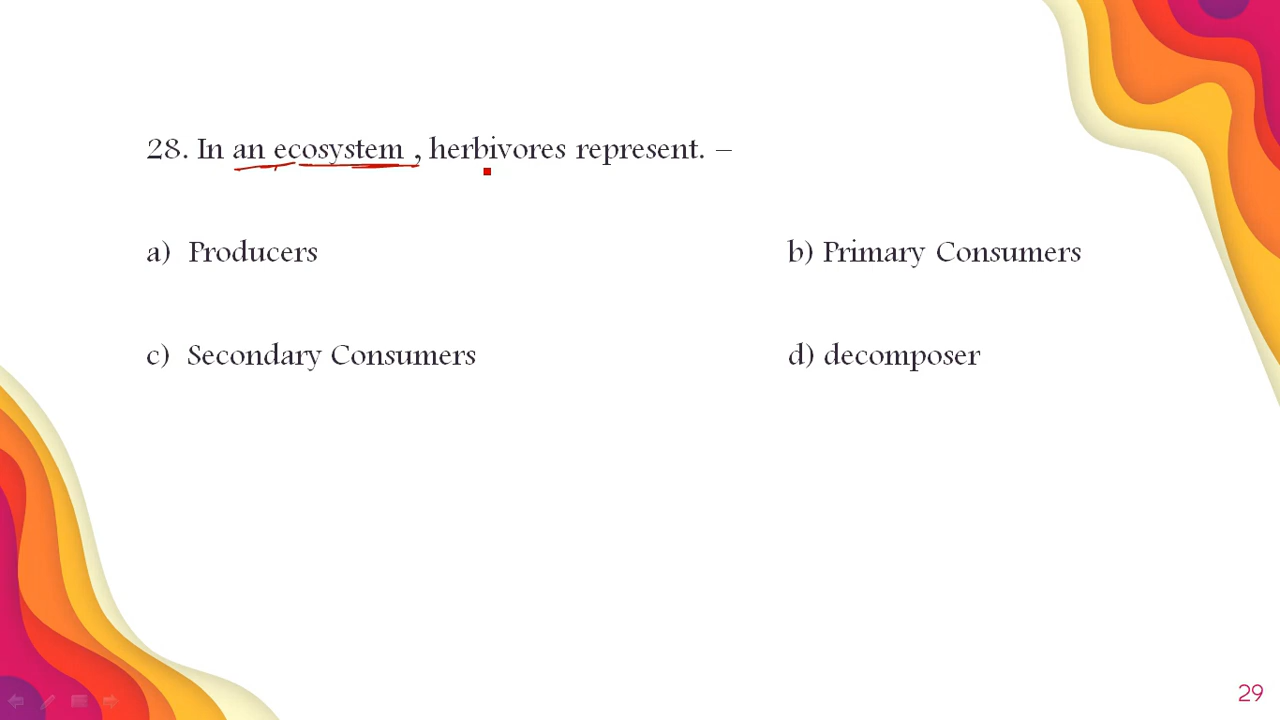 28. In an ecosystem , herbivores represent. –
a) Producers
b) Primary Consumers
c) Secondary Consumers
d) decomposer
29